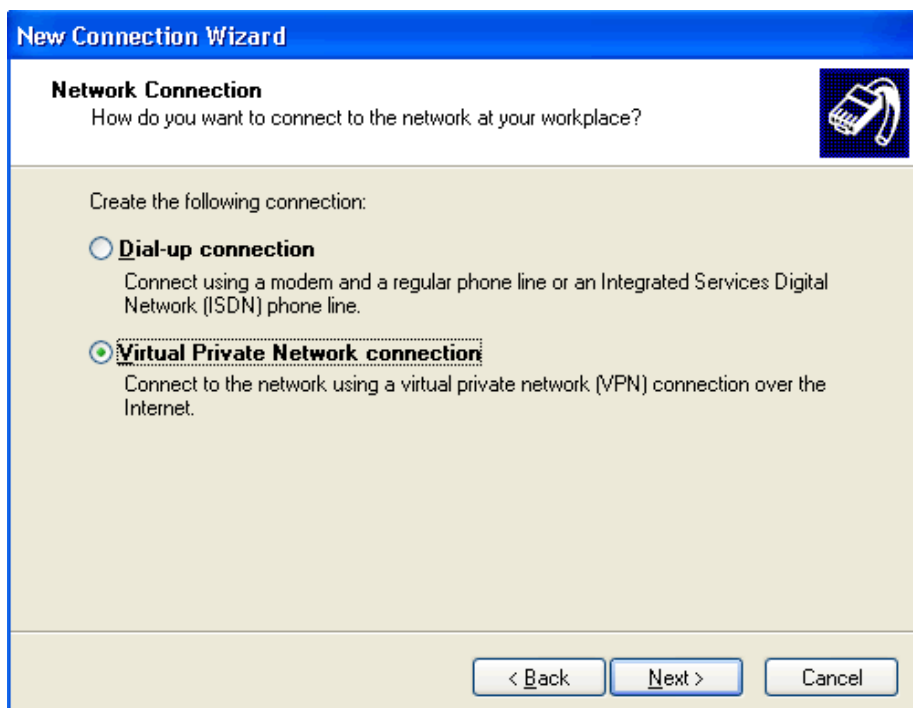 New Connection Wizard
Network Connection
How do you want to connect to the network at your workplace?
Create the following connection:
Dial-up connection
Connect using a modem and a regular phone line or an Integrated Services Digital
Network (ISDN) phone line.
Virtual Private Network connection
Connect to the network using a virtual private network (VPN) connection over the
Internet.
< Back Next > Cancel